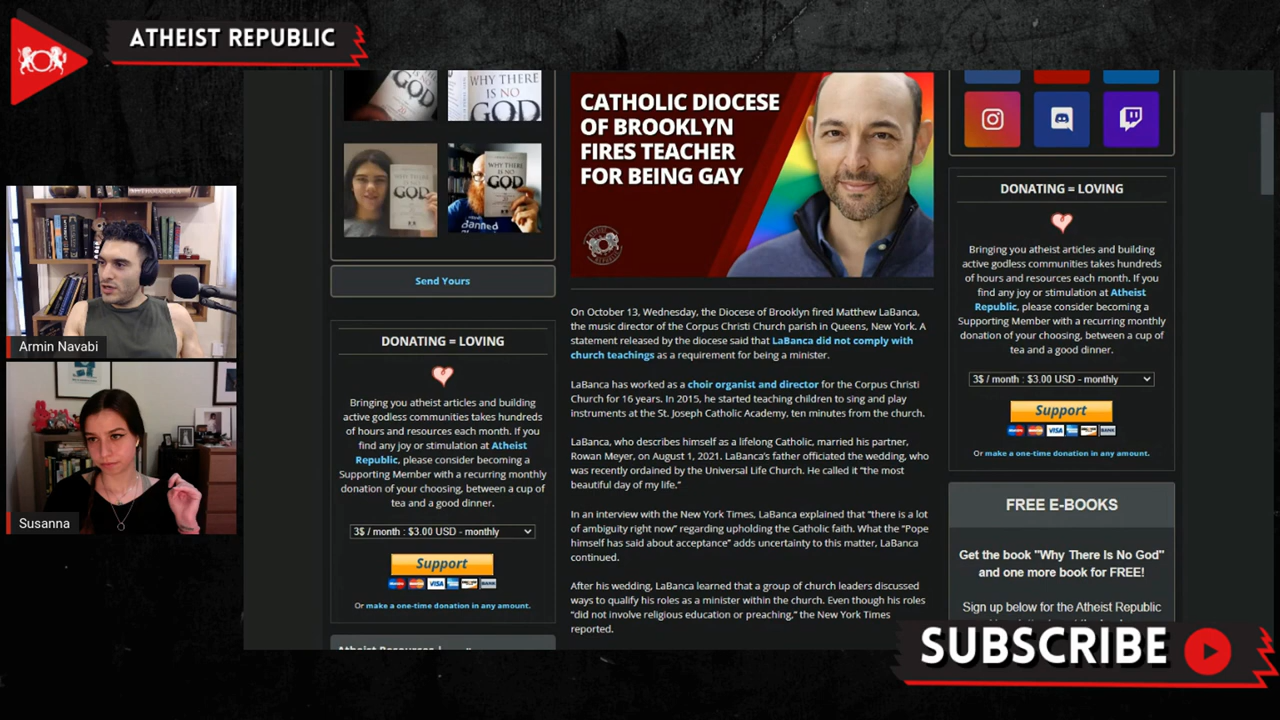 ATHEIST REPUBLIC
Armin Navabi
Susanna
GOD
WHY THERE
IS NO
GOD
WHY THERE
IS NO
GOD
WHY THERE
IS NO
GOD
Send Yours
DONATING = LOVING
Bringing you atheist articles and building
active godless communities takes hundreds
of hours and resources each month. If you
find any joy or stimulation at Atheist
Republic, please consider becoming a
Supporting Member with a recurring monthly
donation of your choosing, between a cup of
tea and a good dinner.
3$ / month : $3.00 USD - monthly
Support
VISA
BANK
Or make a one-time donation in any amount.
CATHOLIC DIOCESE
OF BROOKLYN
FIRES TEACHER
FOR BEING GAY
On October 13, Wednesday, the Diocese of Brooklyn fired Matthew LaBanca,
the music director of the Corpus Christi Church parish in Queens, New York. A
statement released by the diocese said that LaBanca did not comply with
church teachings as a requirement for being a minister.
LaBanca has worked as a choir organist and director for the Corpus Christi
Church for 16 years. In 2015, he started teaching children to sing and play
instruments at the St. Joseph Catholic Academy, ten minutes from the church.
LaBanca, who describes himself as a lifelong Catholic, married his partner,
Rowan Meyer, on August 1, 2021. LaBanca's father officiated the wedding, who
was recently ordained by the Universal Life Church. He called it "the most
beautiful day of my life."
In an interview with the New York Times, LaBanca explained that "there is a lot
of ambiguity right now" regarding upholding the Catholic faith. What the "Pope
himself has said about acceptance" adds uncertainty to this matter, LaBanca
continued.
After his wedding, LaBanca learned that a group of church leaders discussed
ways to qualify his roles as a minister within the church. Even though his roles
"did not involve religious education or preaching," the New York Times
reported.
DONATING = LOVING
Bringing you atheist articles and building
active godless communities takes hundreds
of hours and resources each month. If you
find any joy or stimulation at Atheist
Republic, please consider becoming a
Supporting Member with a recurring monthly
donation of your choosing, between a cup of
tea and a good dinner.
3$ / month : $3.00 USD - monthly
Support
VISA
BANK
Or make a one-time donation in any amount.
FREE E-BOOKS
Get the book "Why There Is No God"
and one more book for FREE!
Sign up below for the Atheist Republic
SUBSCRIBE